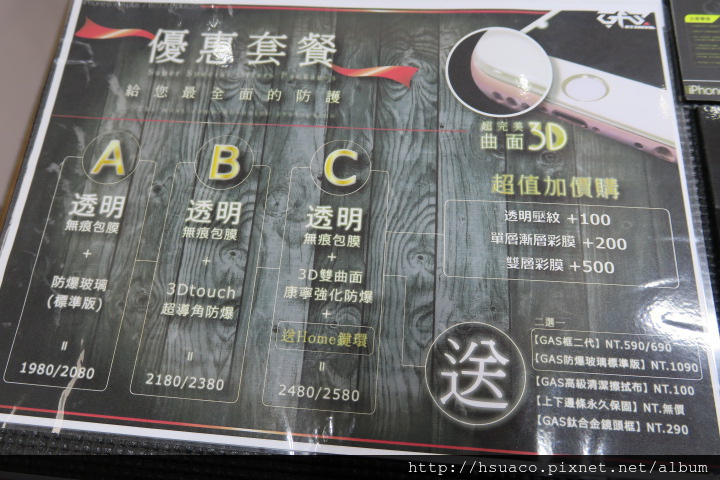 優惠套餐
給您最全面的防護
GAS
iPhon
超完美
曲面3D
A
透明
無痕包膜
+
防爆玻璃
(標準版)
=
1980/2080
B
透明
無痕包膜
+
3Dtouch
超導角防爆
=
2180/2380
C
透明
無痕包膜
+
3D雙曲面
康寧強化防爆
+
送Home鍵環
=
2480/2580
超值加價購
透明壓紋 +100
單層漸層彩膜 +200
雙層彩膜 +500
送
二選一
【GAS框二代】NT.590/690
【GAS防爆玻璃標準版】NT.1090
【GAS高級清潔擦拭布】NT.100
【上下邊條永久保固】NT.無價
【GAS鈦合金鏡頭框】NT.290
http://hsuaco.pixnet.net/album